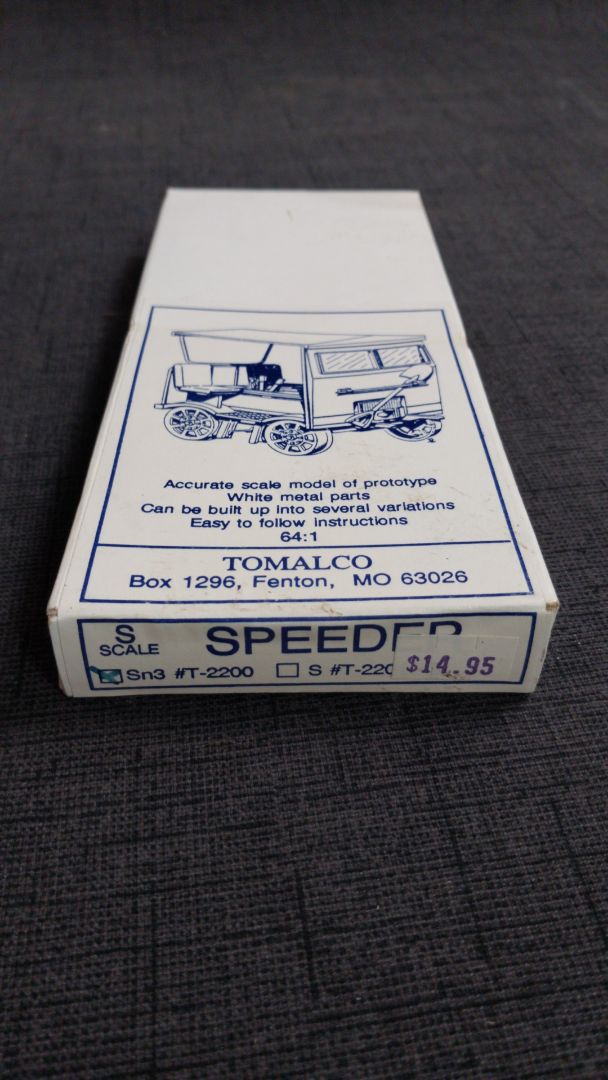 Accurate scale model of prototype
White metal parts
Can be built up into several variations
Easy to follow instructions
64:1
TOMALCO
Box 1296, Fenton, MO 63026
S
SCALE
SPEEDER
Sn3 #T-2200
S #T-220
$14.95